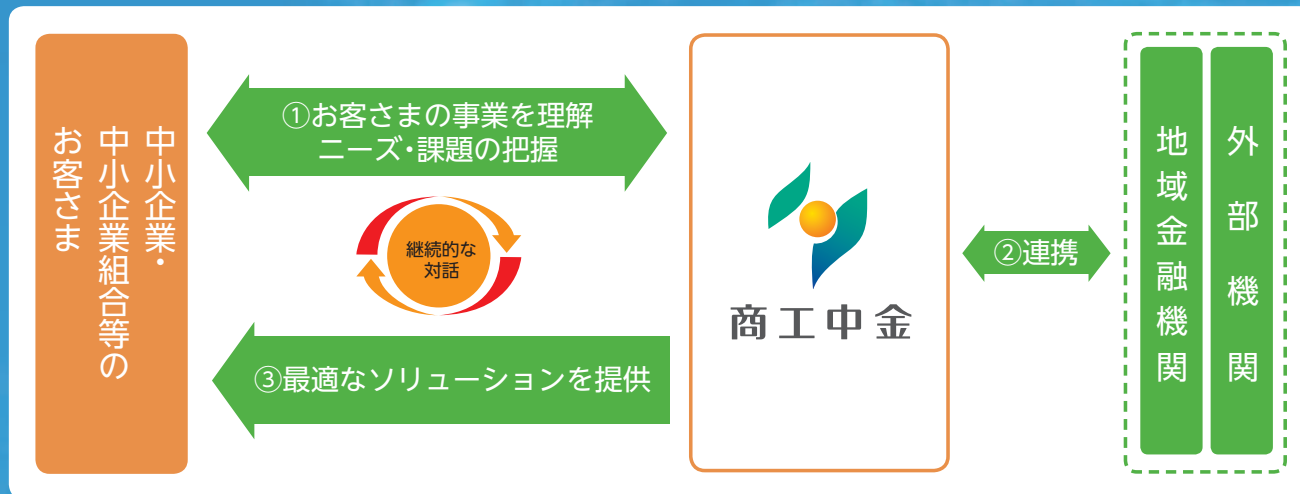 中小企業・
中小企業組合等の
お客さま
①お客さまの事業を理解
ニーズ・課題の把握
継続的な
対話
③最適なソリューションを提供
商工中金
②連携
外部機関
地域金融機関